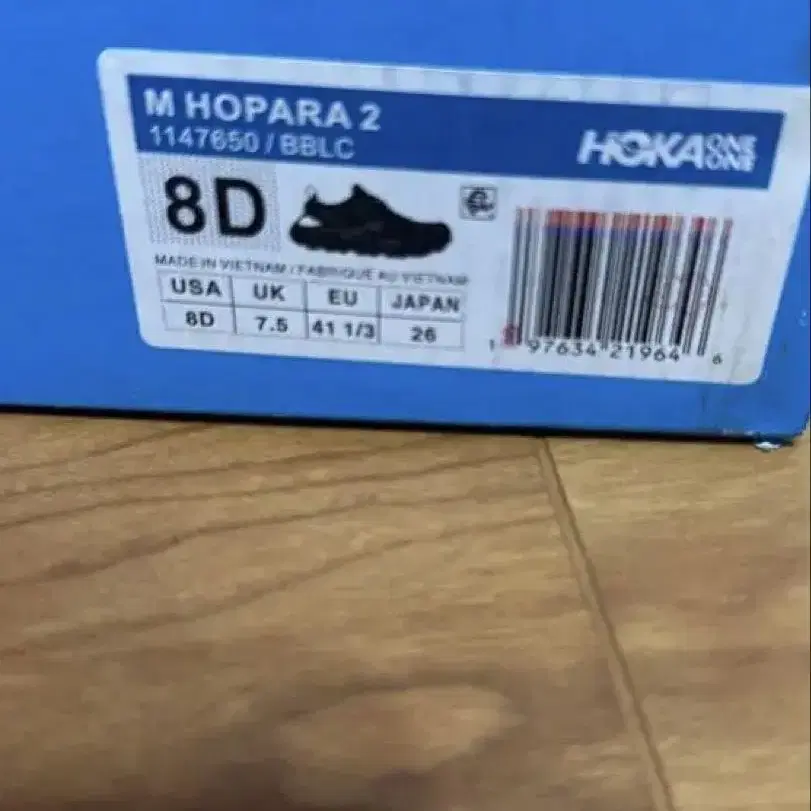 M HOPARA 2
1147650 / BBLC
HOKA ONE ONE
8D
MADE IN VIETNAM / FABRIQUÉ AU VIETNAM
USA UK EU JAPAN
8D 7.5 41 1/3 26
1 97634 21964 6